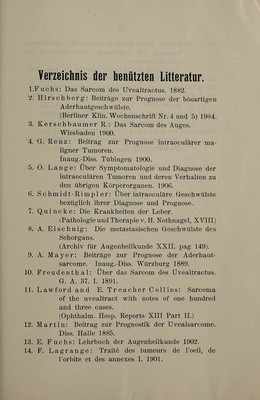 Verzeichnis der benützten Litteratur.
1. Fuchs: Das Sarcom des Uvealtractus. 1882.
2. Hirschberg: Beiträge zur Prognose der bösartigen
Aderhautgeschwülste.
(Berliner Klin. Wochenschrift Nr. 4 und 5) 1904.
3. Kerschbaumer R.: Das Sarcom des Auges.
Wiesbaden 1900.
4. G. Renz: Beitrag zur Prognose intraoculärer ma-
ligner Tumoren.
Inaug.-Diss. Tübingen 1900.
5. O. Lange: Über Symptomatologie und Diagnose der
intraoculären Tumoren und deren Verhalten zu
den übrigen Körperorganen. 1906.
6. Schmidt-Rimpler: Über intraoculäre Geschwülste
bezüglich ihrer Diagnose und Prognose.
7. Quincke: Die Krankheiten der Leber.
(Pathologie und Therapie v. H. Nothnagel, XVIII)
8. A. Elschnig: Die metastasischen Geschwülste des
Sehorgans.
(Archiv für Augenheilkunde XXII. pag 149).
9. A. Mayer: Beiträge zur Prognose der Aderhaut-
sarcome. Inaug.-Diss. Würzburg 1889.
10. Freudenthal: Über das Sarcom des Uvealtractus.
G. A. 37. I. 1891.
11. Lawford and E. Treacher Collins: Sarcoma
of the uvealtract with notes of one hundred
and three cases.
(Ophthalm. Hosp. Reports XIII Part II.)
12. Martin: Beitrag zur Prognostik der Uvealsarcome.
Diss. Halle 1885.
13. E. Fuchs: Lehrbuch der Augenheilkunde 1902.
14. F. Lagrange: Traité des tumeurs de l'oeil, de
l'orbite et des annexes I. 1901.